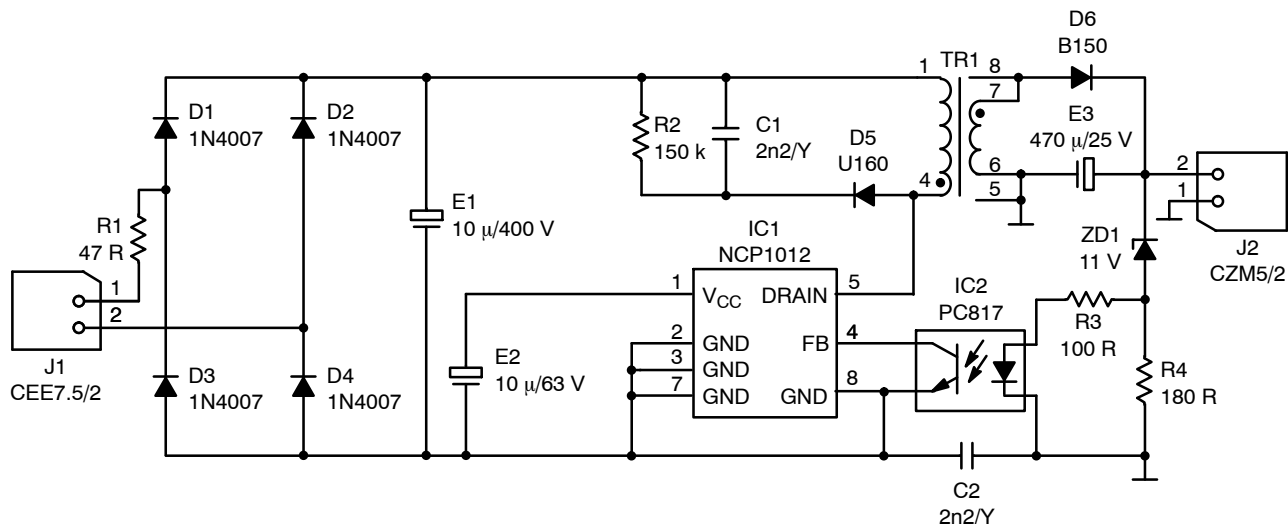 D6
B150
TR1
1
8
7
D1
1N4007
D2
1N4007
R2
150 k
C1
2n2/Y
D5
U160
4
E3
470 μ/25 V
6
5
2
1
J2
CZM5/2
R1
47 R
E1
10 μ/400 V
IC1
NCP1012
ZD1
11 V
1
2
J1
CEE7.5/2
1
VCC
DRAIN
5
IC2
PC817
R3
100 R
2
GND
FB
4
3
GND
7
GND
GND
8
D3
1N4007
D4
1N4007
E2
10 μ/63 V
R4
180 R
C2
2n2/Y